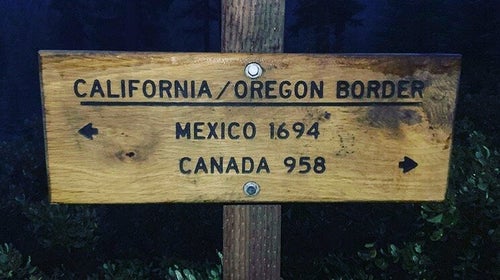 CALIFORNIA/OREGON BORDER
MEXICO 1694
CANADA 958